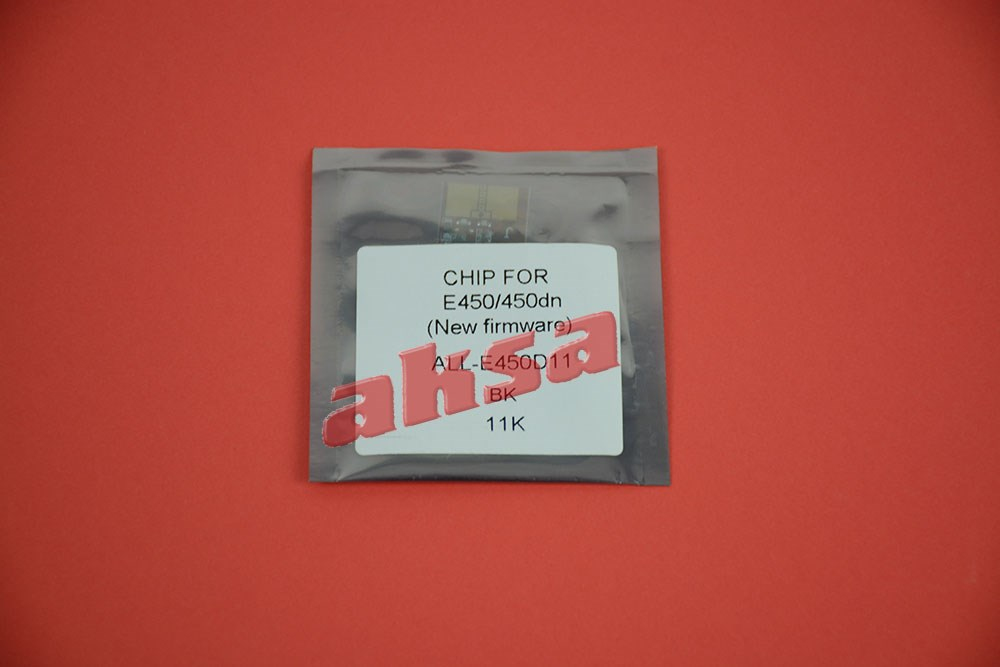 CHIP FOR
E450/450dn
(New firmware)
ALL-E450D11
BK
11K
aksa